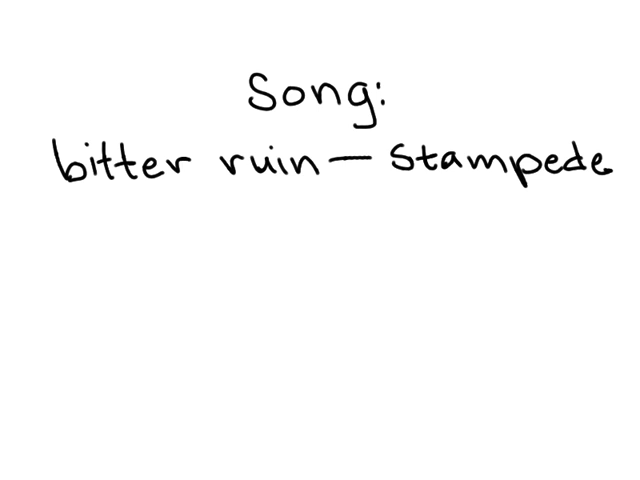 Song:
bitter ruin — Stampede